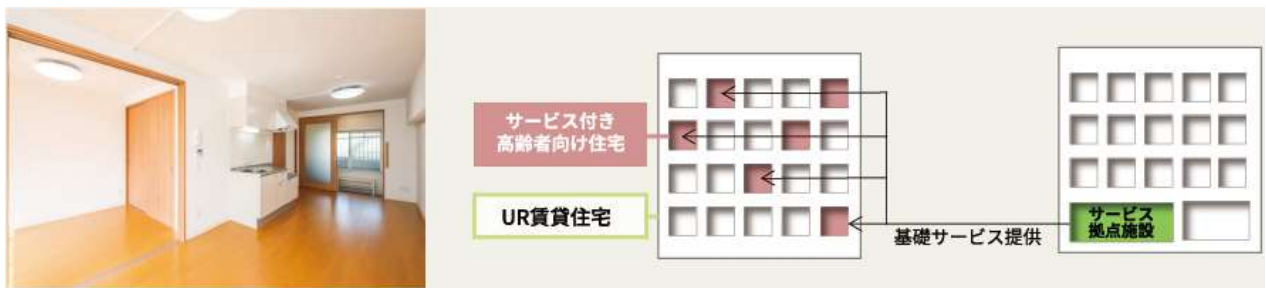 サービス付き
高齢者向け住宅
UR賃貸住宅
基礎サービス提供
サービス
拠点施設